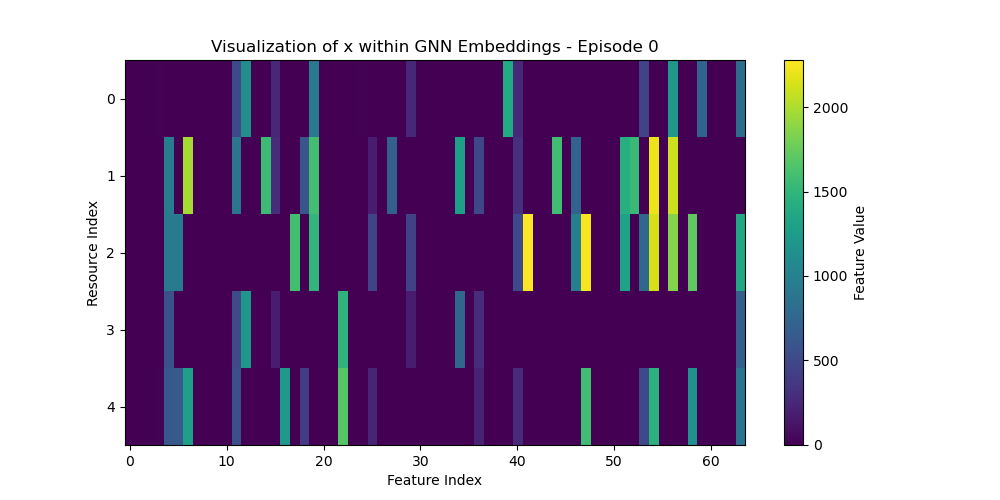 Visualization of x within GNN Embeddings - Episode 0
0
1
2
3
4
Resource Index
0 10 20 30 40 50 60
Feature Index
2000
1500
1000
500
0
Feature Value